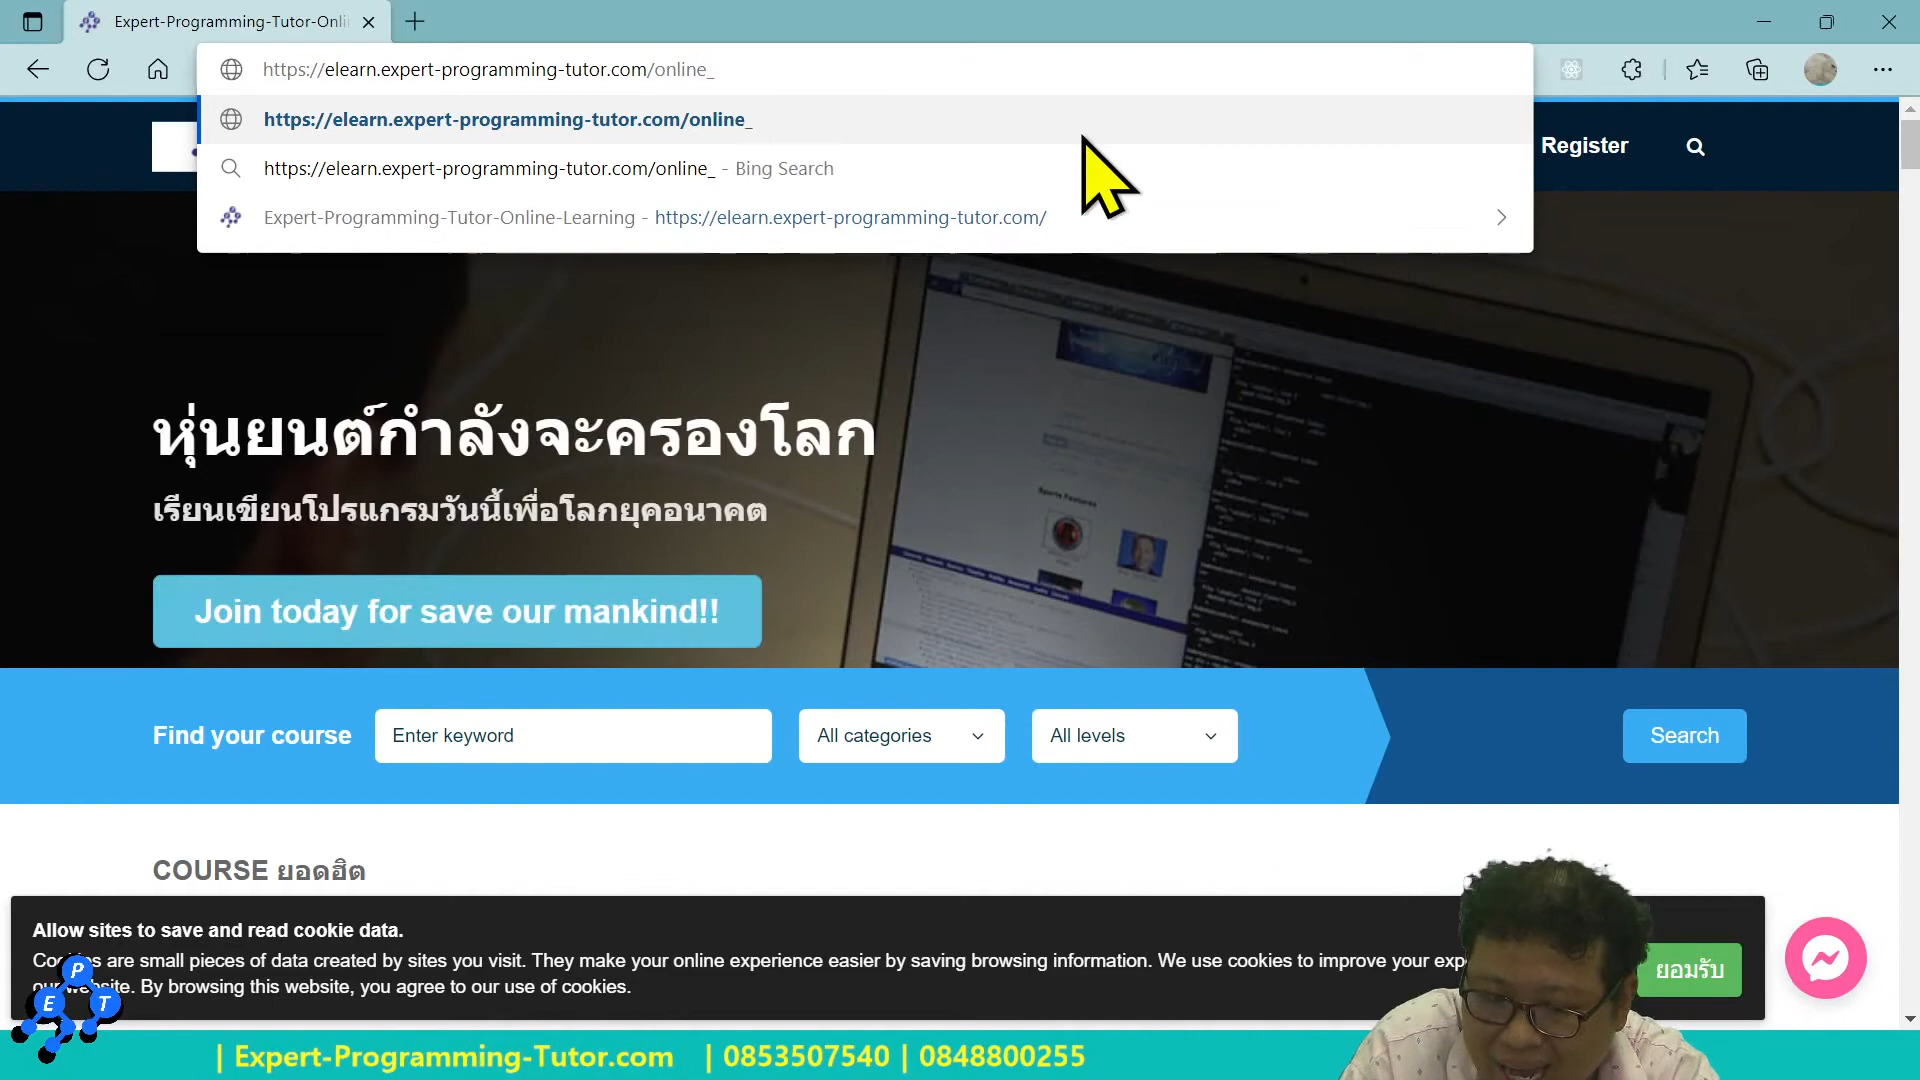 Expert-Programming-Tutor-Onli
https://elearn.expert-programming-tutor.com/online_
https://elearn.expert-programming-tutor.com/online_
https://elearn.expert-programming-tutor.com/online_ - Bing Search
Expert-Programming-Tutor-Online-Learning - https://elearn.expert-programming-tutor.com/
Register
หุ่นยนต์กำลังจะครองโลก
เรียนเขียนโปรแกรมวันนี้เพื่อโลกยุคอนาคต
Join today for save our mankind!!
Find your course
Enter keyword
All categories
All levels
Search
COURSE ยอดฮิต
Allow sites to save and read cookie data.
Cookies are small pieces of data created by sites you visit. They make your online experience easier by saving browsing information. We use cookies to improve your exp
our website. By browsing this website, you agree to our use of cookies.
ยอมรับ
P
E T
| Expert-Programming-Tutor.com | 0853507540 | 0848800255